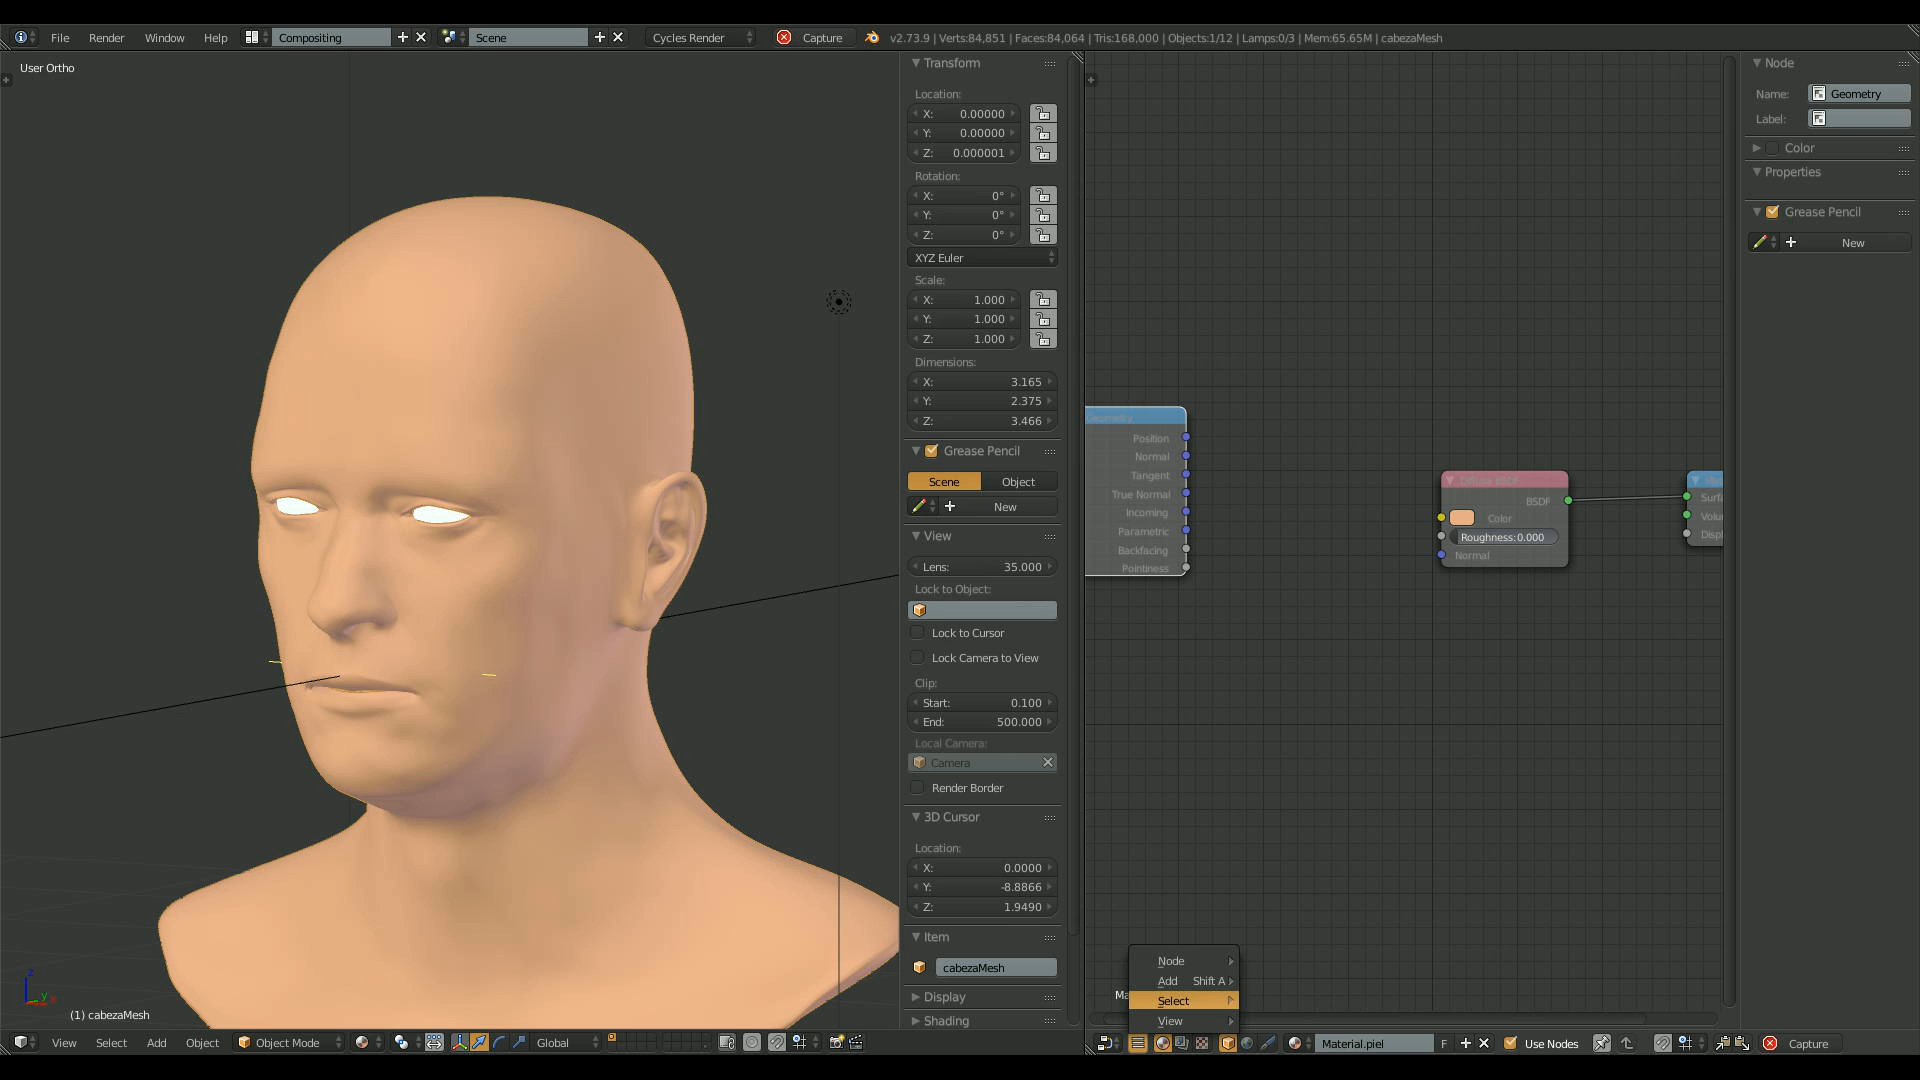 File Render Window Help Compositing Scene Cycles Render Capture v2.73.9 | Verts:84,851 | Faces:84,064 | Tris:168,000 | Objects:1/12 | Lamps:0/3 | Mem:65.65M | cabezaMesh
User Ortho
Transform
Location:
X: 0.00000
Y: 0.00000
Z: 0.000001
Rotation:
X: 0°
Y: 0°
Z: 0°
XYZ Euler
Scale:
X: 1.000
Y: 1.000
Z: 1.000
Dimensions:
X: 3.165
Y: 2.375
Z: 3.466
Grease Pencil
Scene Object
New
View
Lens: 35.000
Lock to Object:
Lock to Cursor
Lock Camera to View
Clip:
Start: 0.100
End: 500.000
Local Camera:
Camera
Render Border
3D Cursor
Location:
X: 0.0000
Y: -8.8866
Z: 1.9490
Item
cabezaMesh
Display
Shading
z
y
x
(1) cabezaMesh
View Select Add Object Object Mode Global
Geometry
Position
Normal
Tangent
True Normal
Incoming
Parametric
Backfacing
Pointiness
Diffuse BSDF
BSDF
Color
Roughness:0.000
Normal
Surfa
Volu
Displ
Node
Add Shift A
Select
View
Ma
Material.piel F Use Nodes Capture
Node
Name: Geometry
Label:
Color
Properties
Grease Pencil
New